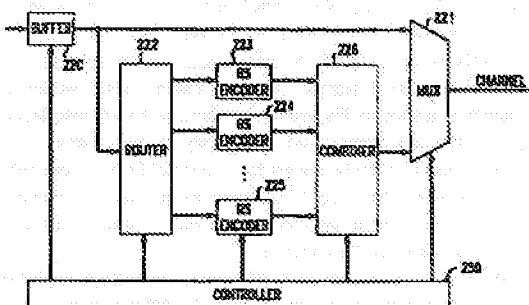 BUFFER
220
222
ROUTER
223
RS
ENCODER
224
RS
ENCODER
225
RS
ENCODER
226
COMBINER
221
MUX
CHANNEL
230
CONTROLLER